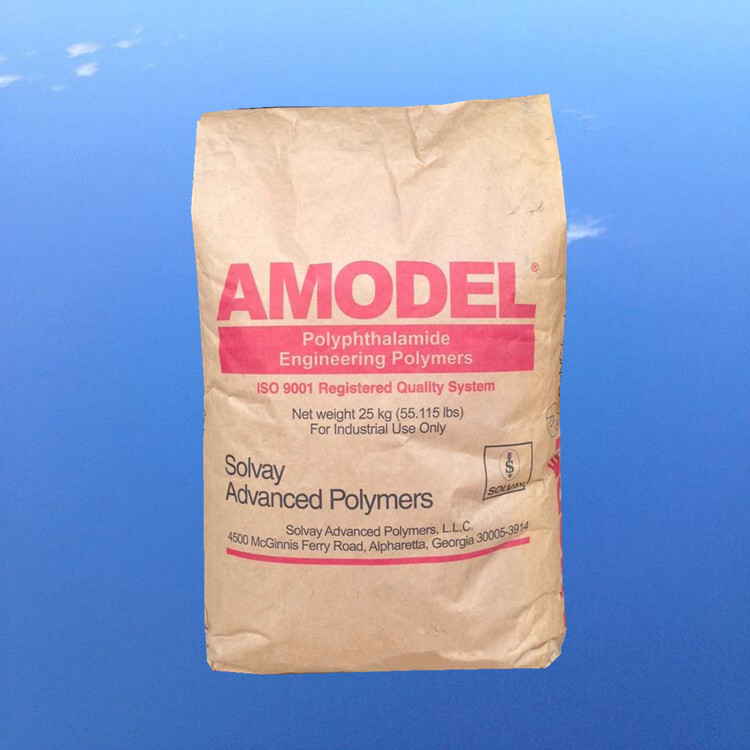 AMODEL®
Polyphthalamide
Engineering Polymers
ISO 9001 Registered Quality System
Net weight 25 kg (55.115 lbs)
For Industrial Use Only
Solvay
Advanced Polymers
S
SOLVAY
Solvay Advanced Polymers, L.L.C.
4500 McGinnis Ferry Road, Alpharetta, Georgia 30005-3914